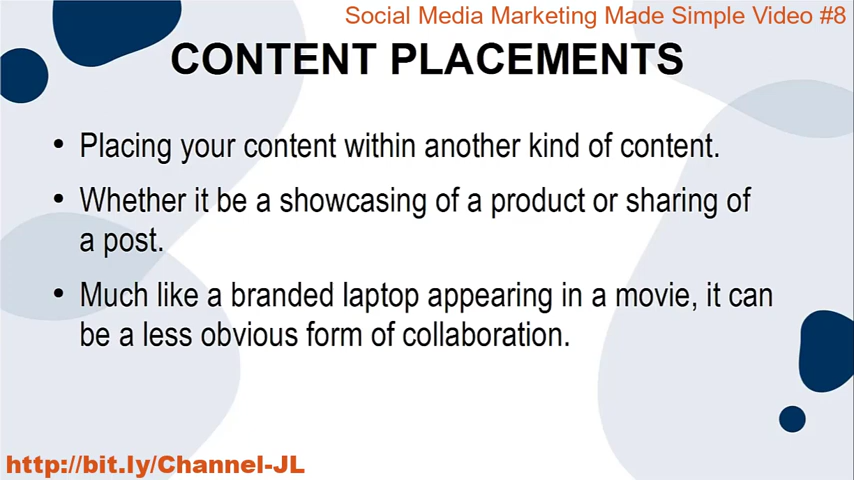 Social Media Marketing Made Simple Video #8
CONTENT PLACEMENTS
• Placing your content within another kind of content.
• Whether it be a showcasing of a product or sharing of
a post.
• Much like a branded laptop appearing in a movie, it can
be a less obvious form of collaboration.
http://bit.ly/Channel-JL